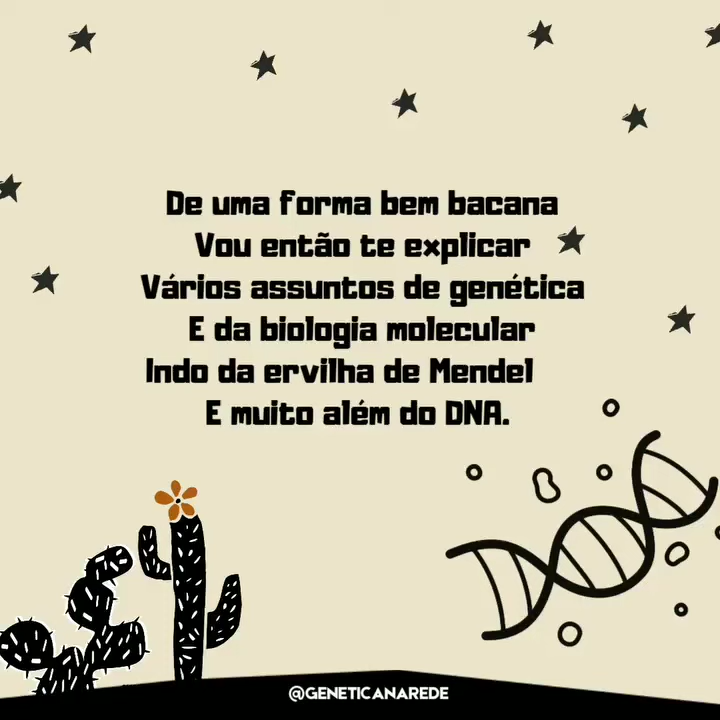 De uma forma bem bacana
Vou então te explicar
Vários assuntos de genética
E da biologia molecular
Indo da ervilha de Mendel
E muito além do DNA.
@GENETICANAREDE